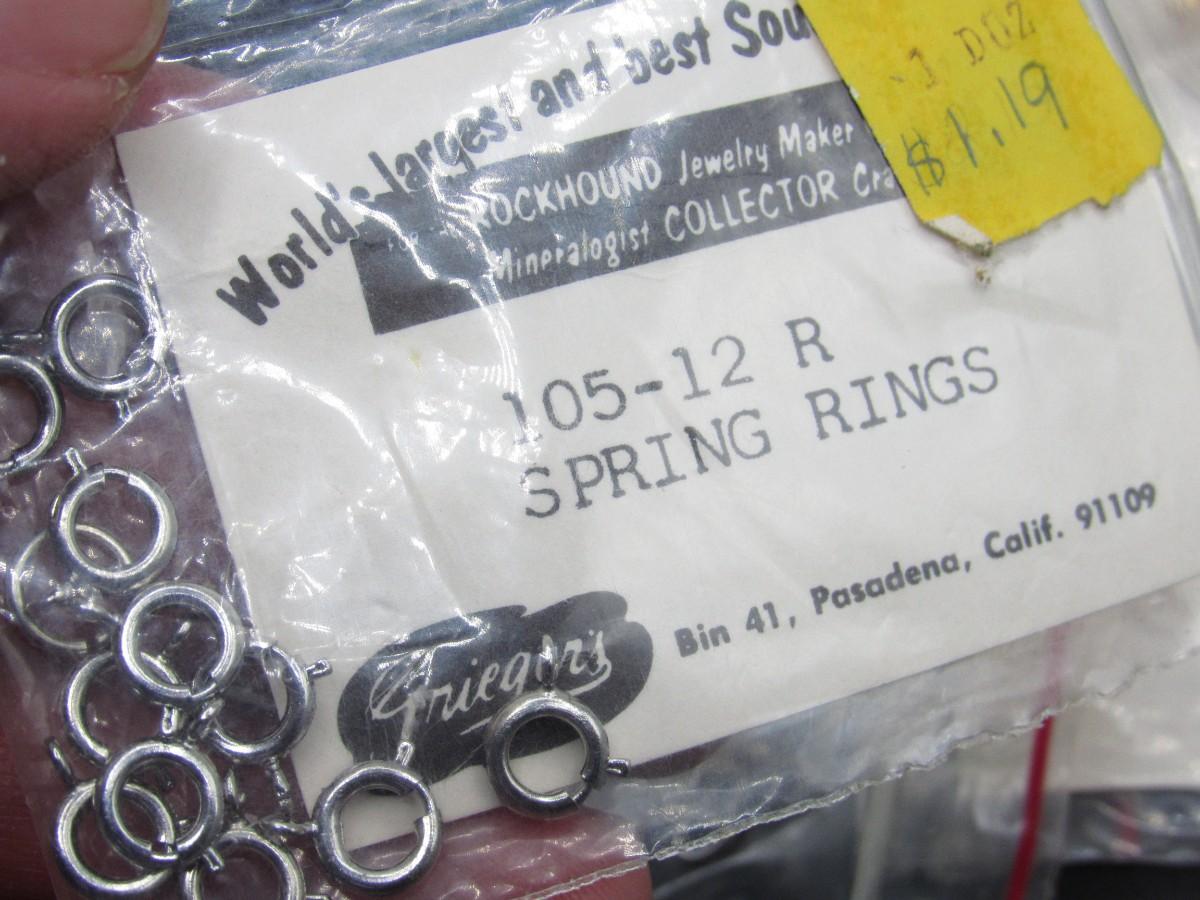 World's largest and best Sou
ROCKHOUND Jewelry Maker
Mineralogist COLLECTOR Cra
1 DOZ
$1.19
105-12 R
SPRING RINGS
Grieger's
Bin 41, Pasadena, Calif. 91109